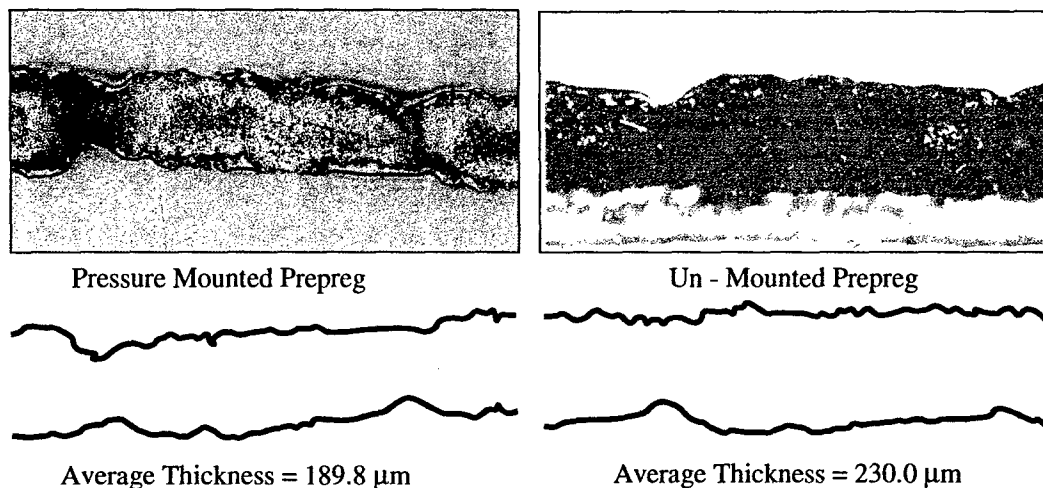 Pressure Mounted Prepreg
Un - Mounted Prepreg
Average Thickness = 189.8 µm
Average Thickness = 230.0 µm